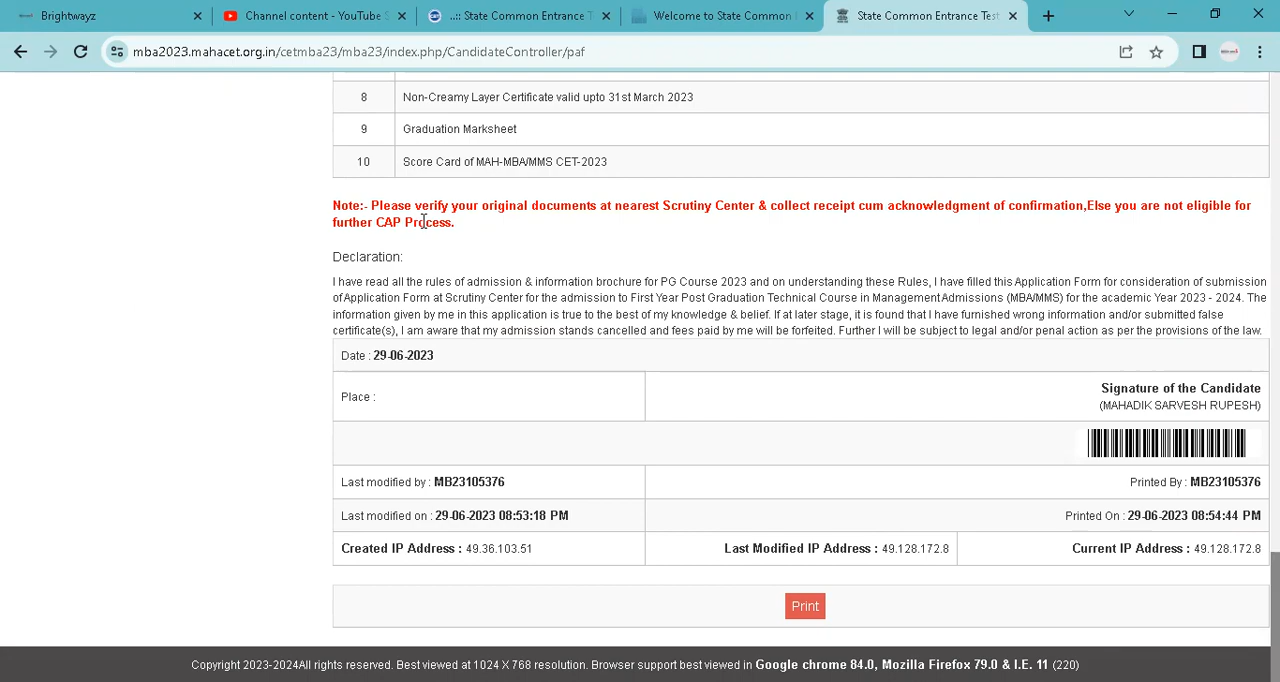 Brightwayz
Channel content - YouTube S
..:: State Common Entrance T
Welcome to State Common E
State Common Entrance Tes
mba2023.mahacet.org.in/cetmba23/mba23/index.php/CandidateController/paf
8 Non-Creamy Layer Certificate valid upto 31st March 2023
9 Graduation Marksheet
10 Score Card of MAH-MBA/MMS CET-2023
Note:- Please verify your original documents at nearest Scrutiny Center & collect receipt cum acknowledgment of confirmation,Else you are not eligible for
further CAP Process.
Declaration:
I have read all the rules of admission & information brochure for PG Course 2023 and on understanding these Rules, I have filled this Application Form for consideration of submission
of Application Form at Scrutiny Center for the admission to First Year Post Graduation Technical Course in Management Admissions (MBA/MMS) for the academic Year 2023 - 2024. The
information given by me in this application is true to the best of my knowledge & belief. If at later stage, it is found that I have furnished wrong information and/or submitted false
certificate(s), I am aware that my admission stands cancelled and fees paid by me will be forfeited. Further I will be subject to legal and/or penal action as per the provisions of the law.
Date : 29-06-2023
Place :
Signature of the Candidate
(MAHADIK SARVESH RUPESH)
Last modified by : MB23105376 Printed By : MB23105376
Last modified on : 29-06-2023 08:53:18 PM Printed On : 29-06-2023 08:54:44 PM
Created IP Address : 49.36.103.51 Last Modified IP Address : 49.128.172.8 Current IP Address : 49.128.172.8
Print
Copyright 2023-2024All rights reserved. Best viewed at 1024 X 768 resolution. Browser support best viewed in Google chrome 84.0, Mozilla Firefox 79.0 & I.E. 11 (220)